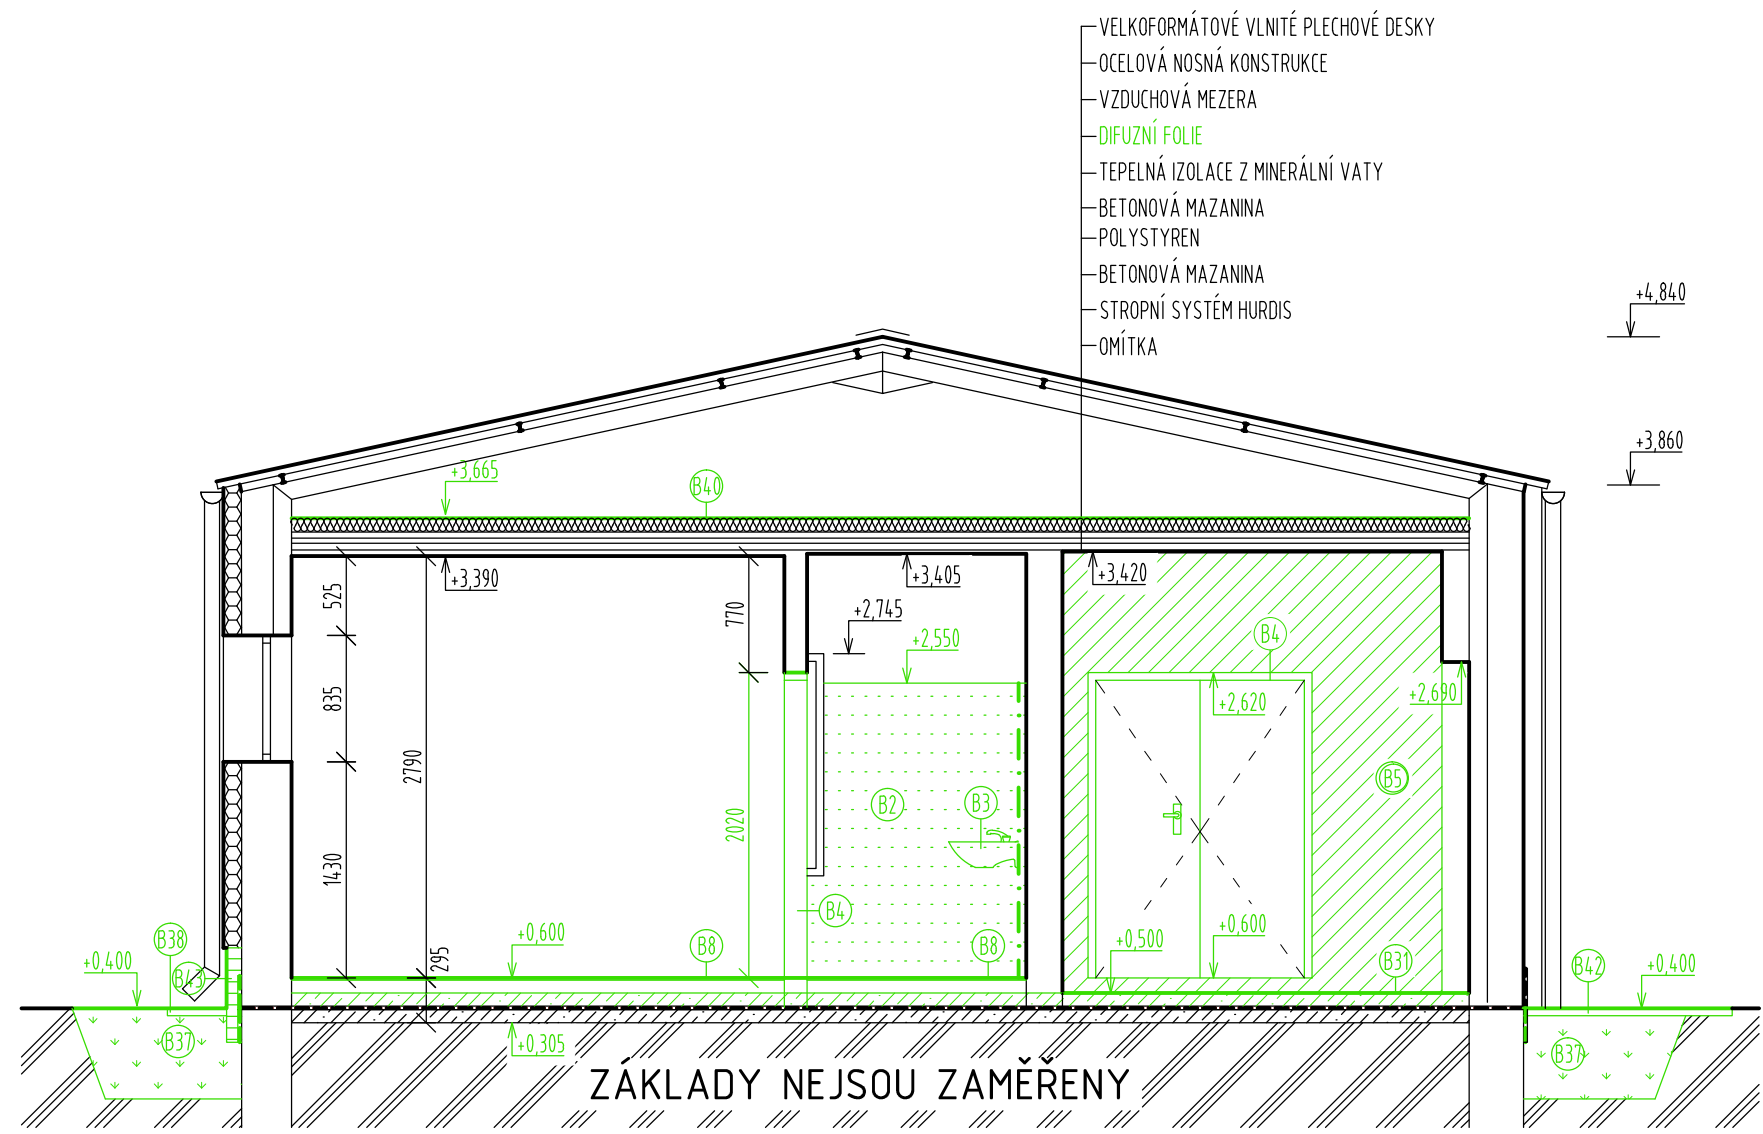 VELKOFORMÁTOVÉ VLNITÉ PLECHOVÉ DESKY
OCELOVÁ NOSNÁ KONSTRUKCE
VZDUCHOVÁ MEZERA
DIFUZNÍ FOLIE
TEPELNÁ IZOLACE Z MINERÁLNÍ VATY
BETONOVÁ MAZANINA
POLYSTYREN
BETONOVÁ MAZANINA
STROPNÍ SYSTÉM HURDIS
OMÍTKA
+4,840
+3,860
+3,665
B40
+3,390
+3,405
+3,420
525
770
+2,745
+2,550
B4
+2,690
+2,620
835
2790
2020
B2
B3
B5
1430
B4
B38
+0,400
B43
+0,600
295
B8
B8
+0,500
+0,600
B31
B42
+0,400
B37
+0,305
B37
ZÁKLADY NEJSOU ZAMĚŘENY